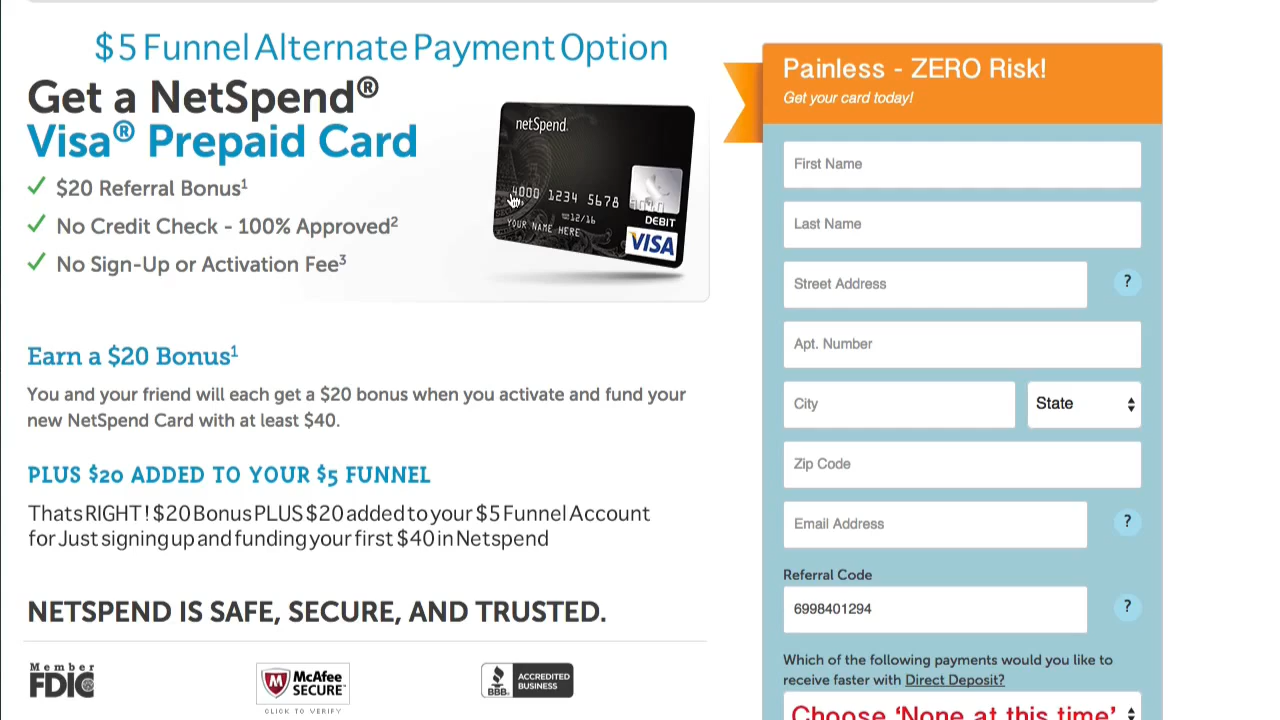 $5 Funnel Alternate Payment Option
Get a NetSpend®
Visa® Prepaid Card
$20 Referral Bonus1
No Credit Check - 100% Approved2
No Sign-Up or Activation Fee3
netSpend.
4000 1234 5678
12/16
YOUR NAME HERE
DEBIT
VISA
Earn a $20 Bonus1
You and your friend will each get a $20 bonus when you activate and fund your
new NetSpend Card with at least $40.
PLUS $20 ADDED TO YOUR $5 FUNNEL
Thats RIGHT! $20 Bonus PLUS $20 added to your $5 Funnel Account
for Just signing up and funding your first $40 in Netspend
NETSPEND IS SAFE, SECURE, AND TRUSTED.
Member
FDIC
McAfee
SECURE™
CLICK TO VERIFY
BBB.
ACCREDITED
BUSINESS
Painless - ZERO Risk!
Get your card today!
First Name
Last Name
Street Address
?
Apt. Number
City
State
Zip Code
Email Address
?
Referral Code
6998401294
?
Which of the following payments would you like to
receive faster with Direct Deposit?
Choose 'None at this time'